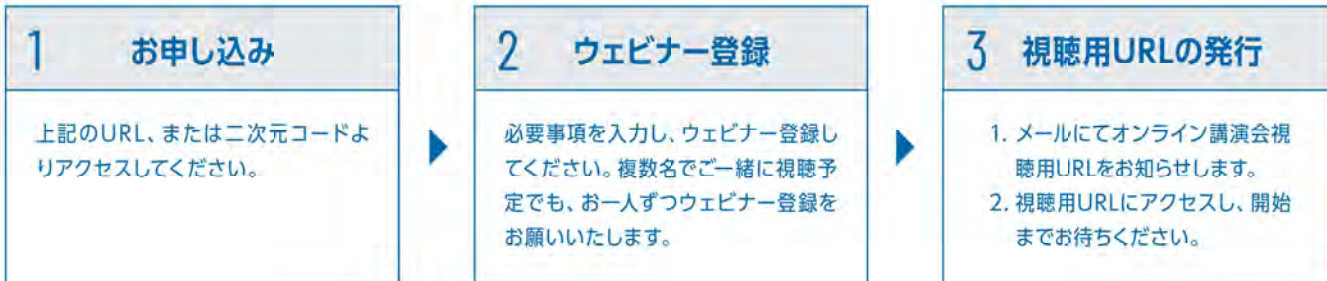 1 お申し込み
上記のURL、または二次元コードよ
りアクセスしてください。
2 ウェビナー登録
必要事項を入力し、ウェビナー登録し
てください。複数名でご一緒に視聴予
定でも、お一人ずつウェビナー登録を
お願いいたします。
3 視聴用URLの発行
1. メールにてオンライン講演会視
聴用URLをお知らせします。
2. 視聴用URLにアクセスし、開始
までお待ちください。